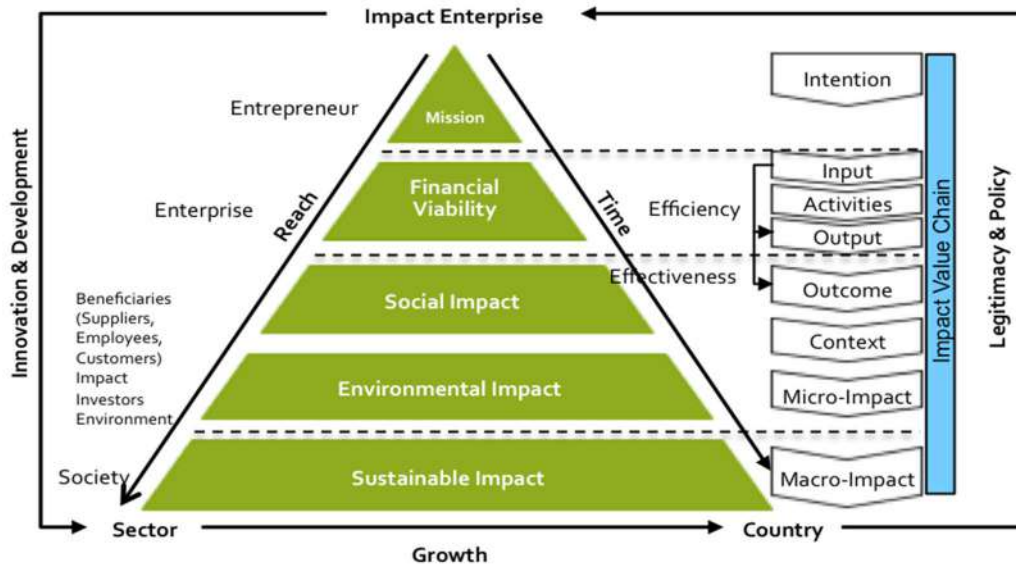 Impact Enterprise
Innovation & Development
Entrepreneur
Mission
Intention
Reach
Time
Enterprise
Financial
Viability
Efficiency
Input
Activities
Output
Effectiveness
Beneficiaries
(Suppliers,
Employees,
Customers)
Impact
Investors
Environment
Social Impact
Outcome
Context
Environmental Impact
Micro-Impact
Society
Sustainable Impact
Macro-Impact
Impact Value Chain
Legitimacy & Policy
Sector
Country
Growth